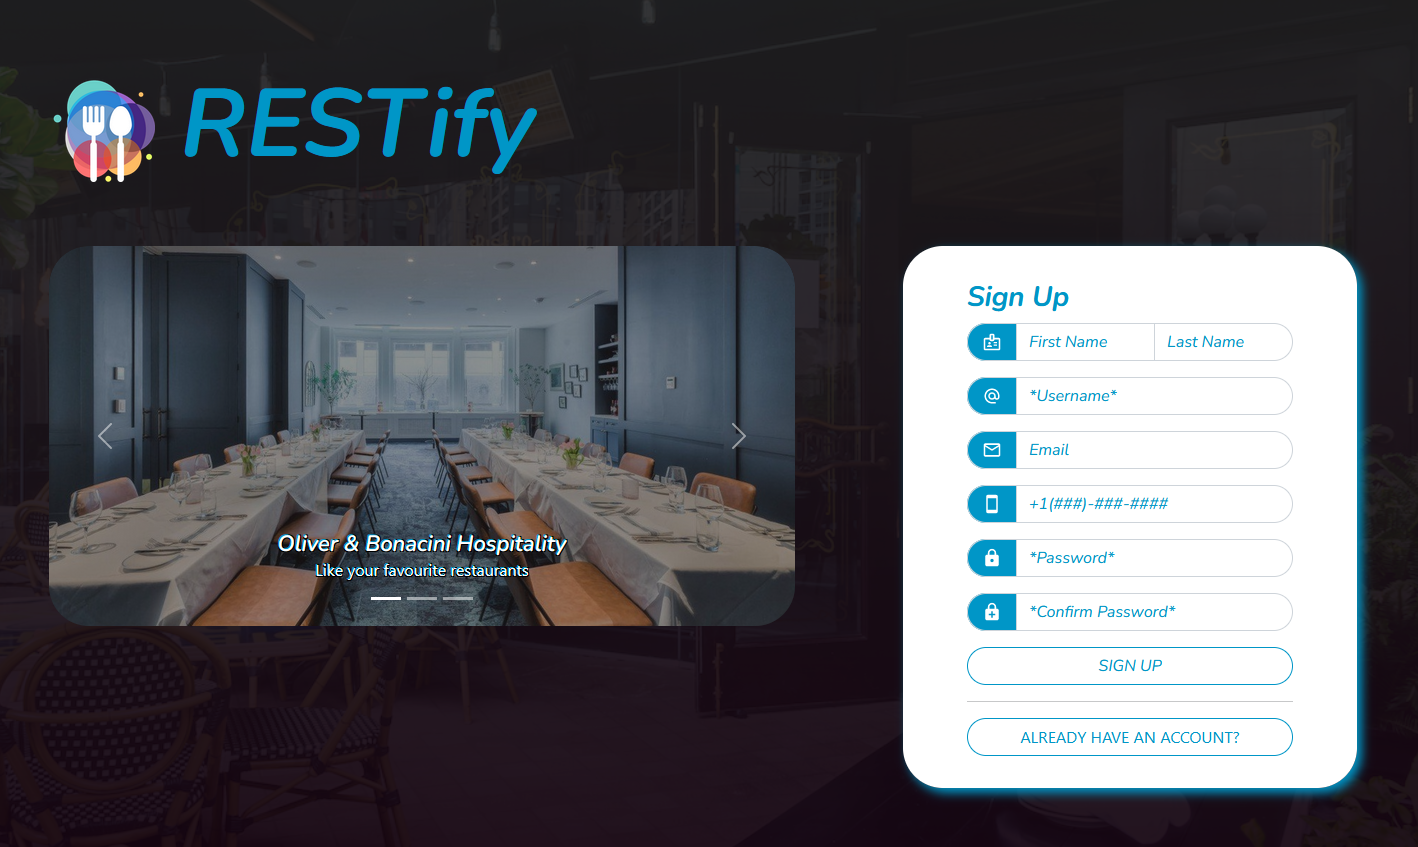 RESTify
Oliver & Bonacini Hospitality
Like your favourite restaurants
Sign Up
First Name Last Name
*Username*
Email
+1(###)-###-####
*Password*
*Confirm Password*
SIGN UP
ALREADY HAVE AN ACCOUNT?